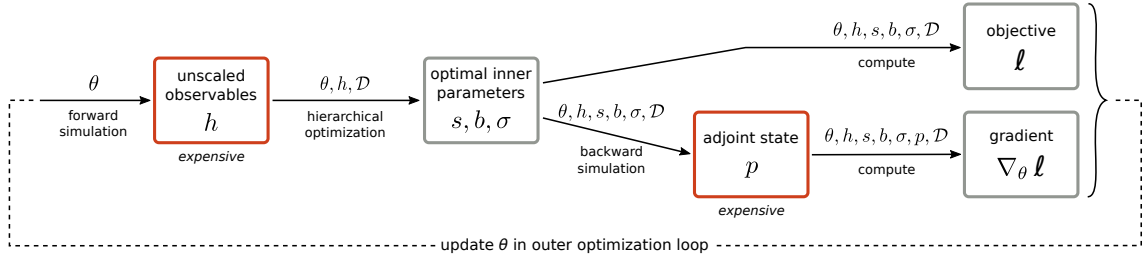 θ
forward
simulation
unscaled
observables
h
expensive
θ, h, 𝒟
hierarchical
optimization
optimal inner
parameters
s, b, σ
θ, h, s, b, σ, 𝒟
compute
objective
ℓ
θ, h, s, b, σ, 𝒟
backward
simulation
adjoint state
p
expensive
θ, h, s, b, σ, p, 𝒟
compute
gradient
∇θ ℓ
update θ in outer optimization loop